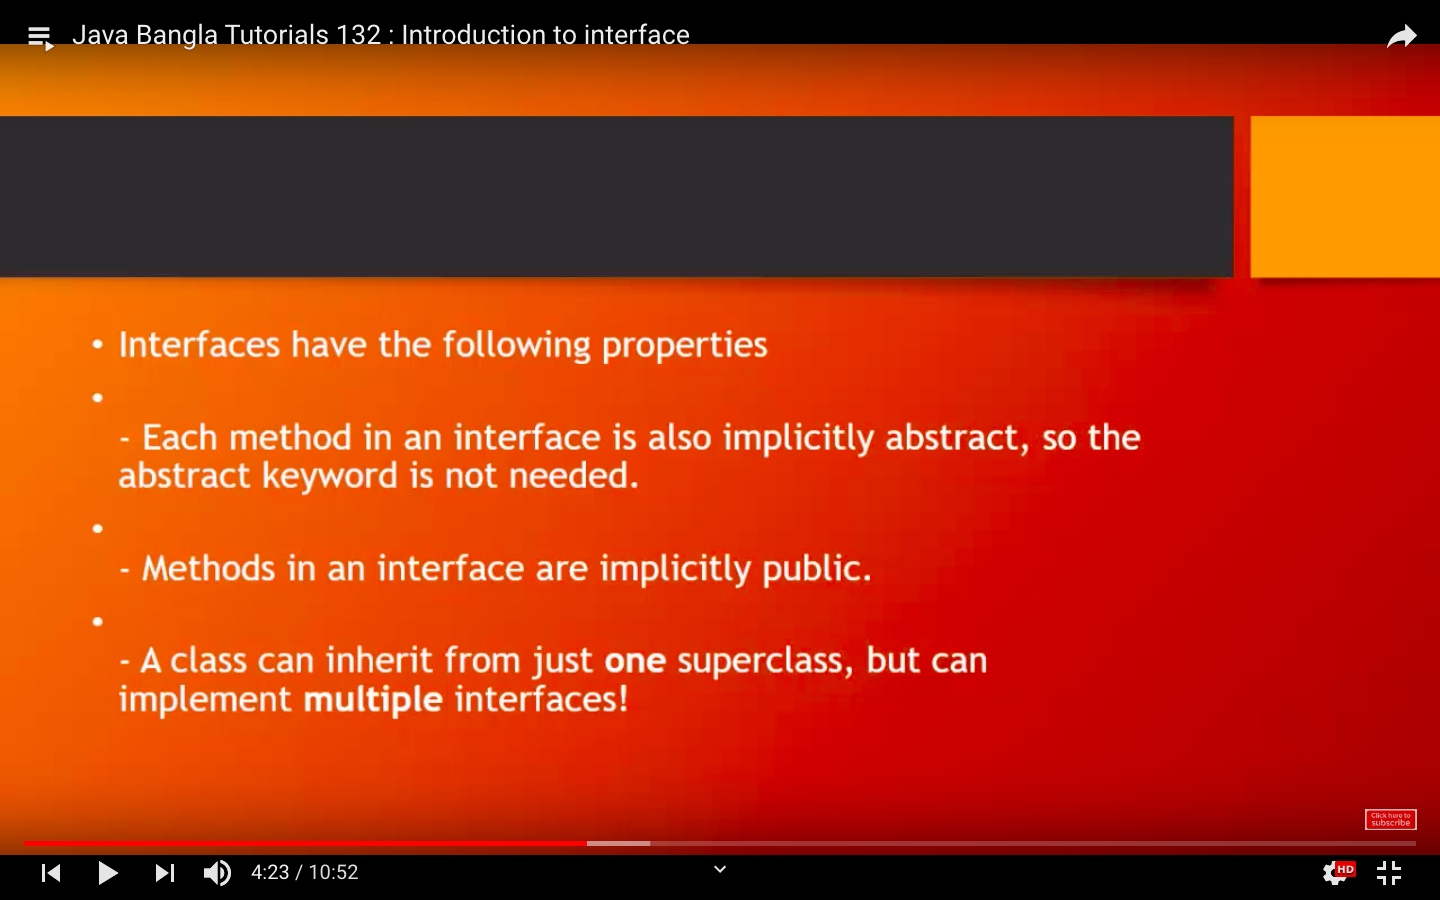 Java Bangla Tutorials 132 : Introduction to interface
• Interfaces have the following properties
•
- Each method in an interface is also implicitly abstract, so the
abstract keyword is not needed.
•
- Methods in an interface are implicitly public.
•
- A class can inherit from just one superclass, but can
implement multiple interfaces!
Click here to
subscribe
4:23 / 10:52
HD